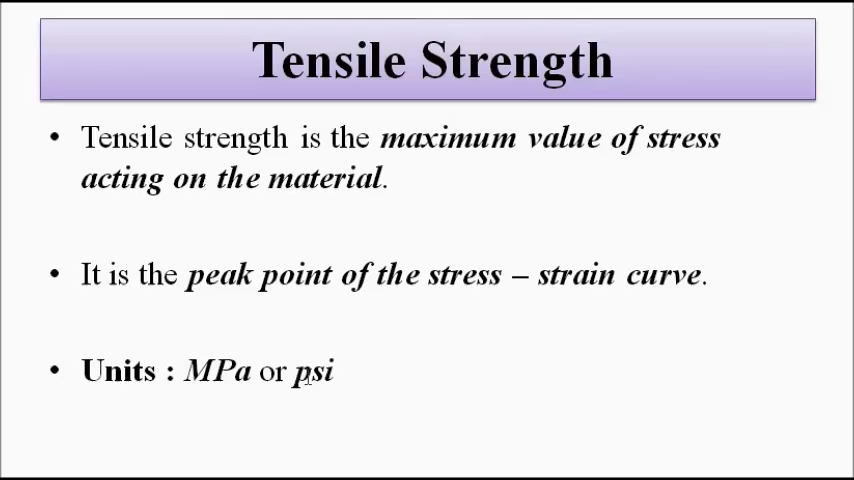 Tensile Strength
• Tensile strength is the maximum value of stress
acting on the material.
• It is the peak point of the stress – strain curve.
• Units : MPa or psi